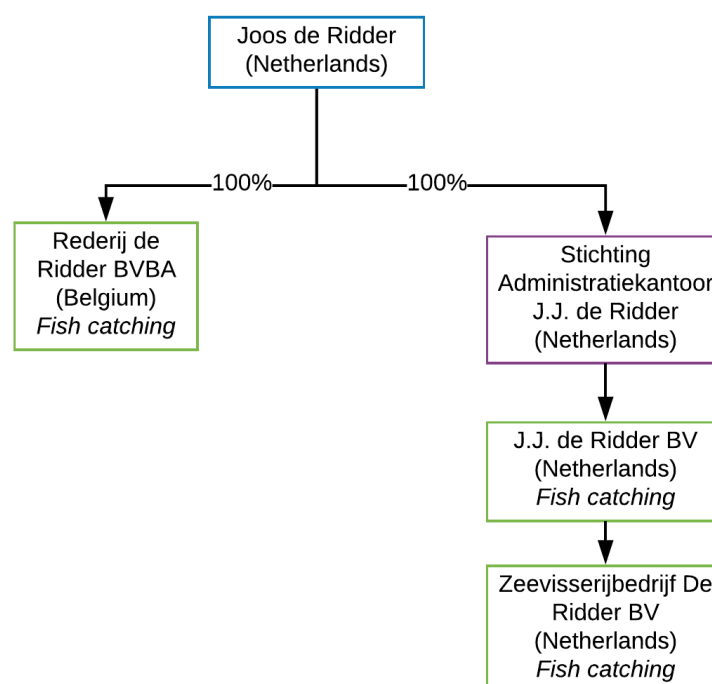 Joos de Ridder
(Netherlands)
100%
100%
Rederij de
Ridder BVBA
(Belgium)
Fish catching
Stichting
Administratiekantoor
J.J. de Ridder
(Netherlands)
J.J. de Ridder BV
(Netherlands)
Fish catching
Zeevisserijbedrijf De
Ridder BV
(Netherlands)
Fish catching